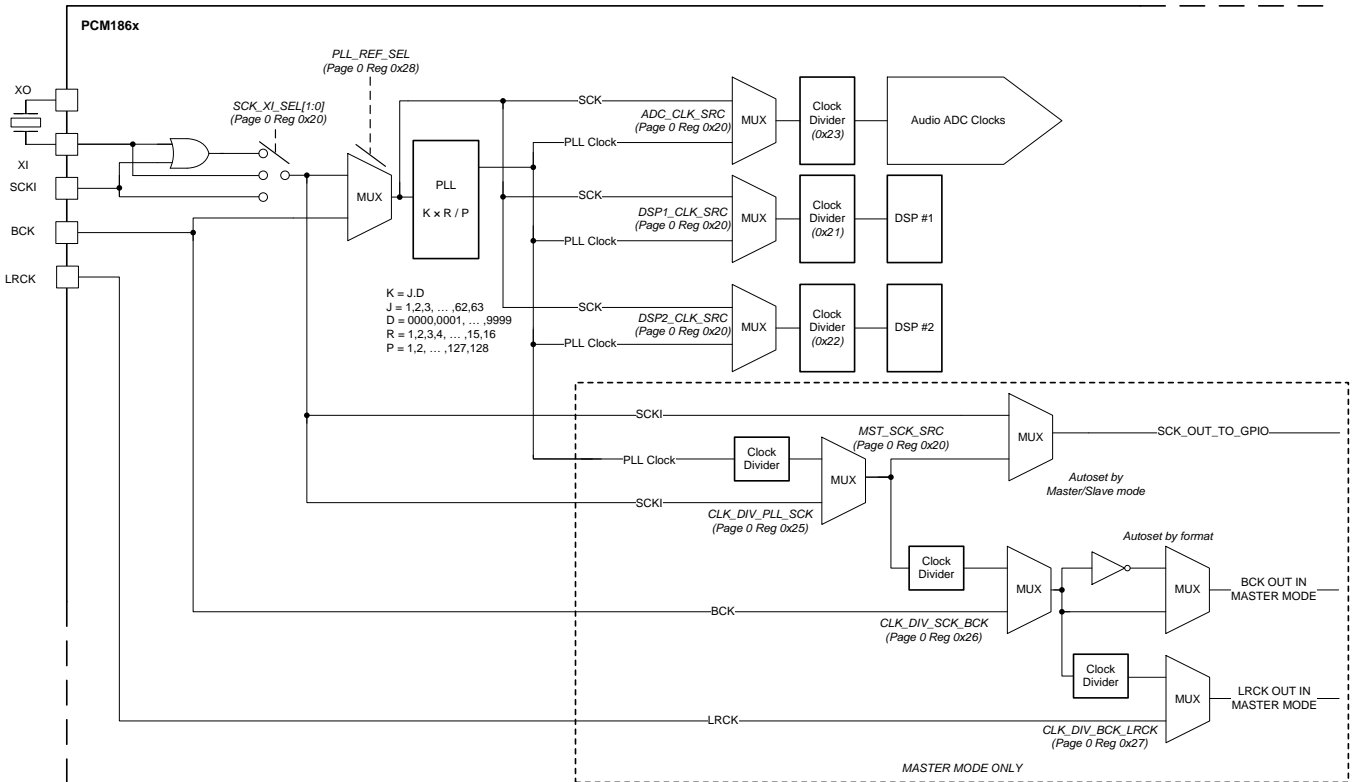 PCM186x
XO
XI
SCKI
BCK
LRCK
SCK_XI_SEL[1:0]
(Page 0 Reg 0x20)
PLL_REF_SEL
(Page 0 Reg 0x28)
MUX
PLL
K × R / P
K = J.D
J = 1,2,3, … ,62,63
D = 0000,0001, … ,9999
R = 1,2,3,4, … ,15,16
P = 1,2, … ,127,128
SCK
ADC_CLK_SRC
(Page 0 Reg 0x20)
PLL Clock
MUX
Clock
Divider
(0x23)
Audio ADC Clocks
SCK
DSP1_CLK_SRC
(Page 0 Reg 0x20)
PLL Clock
MUX
Clock
Divider
(0x21)
DSP #1
SCK
DSP2_CLK_SRC
(Page 0 Reg 0x20)
PLL Clock
MUX
Clock
Divider
(0x22)
DSP #2
SCKI
MST_SCK_SRC
(Page 0 Reg 0x20)
MUX
SCK_OUT_TO_GPIO
Autoset by
Master/Slave mode
PLL Clock
Clock
Divider
MUX
SCKI
CLK_DIV_PLL_SCK
(Page 0 Reg 0x25)
Autoset by format
Clock
Divider
MUX
MUX
BCK OUT IN
MASTER MODE
BCK
CLK_DIV_SCK_BCK
(Page 0 Reg 0x26)
Clock
Divider
MUX
LRCK OUT IN
MASTER MODE
LRCK
CLK_DIV_BCK_LRCK
(Page 0 Reg 0x27)
MASTER MODE ONLY